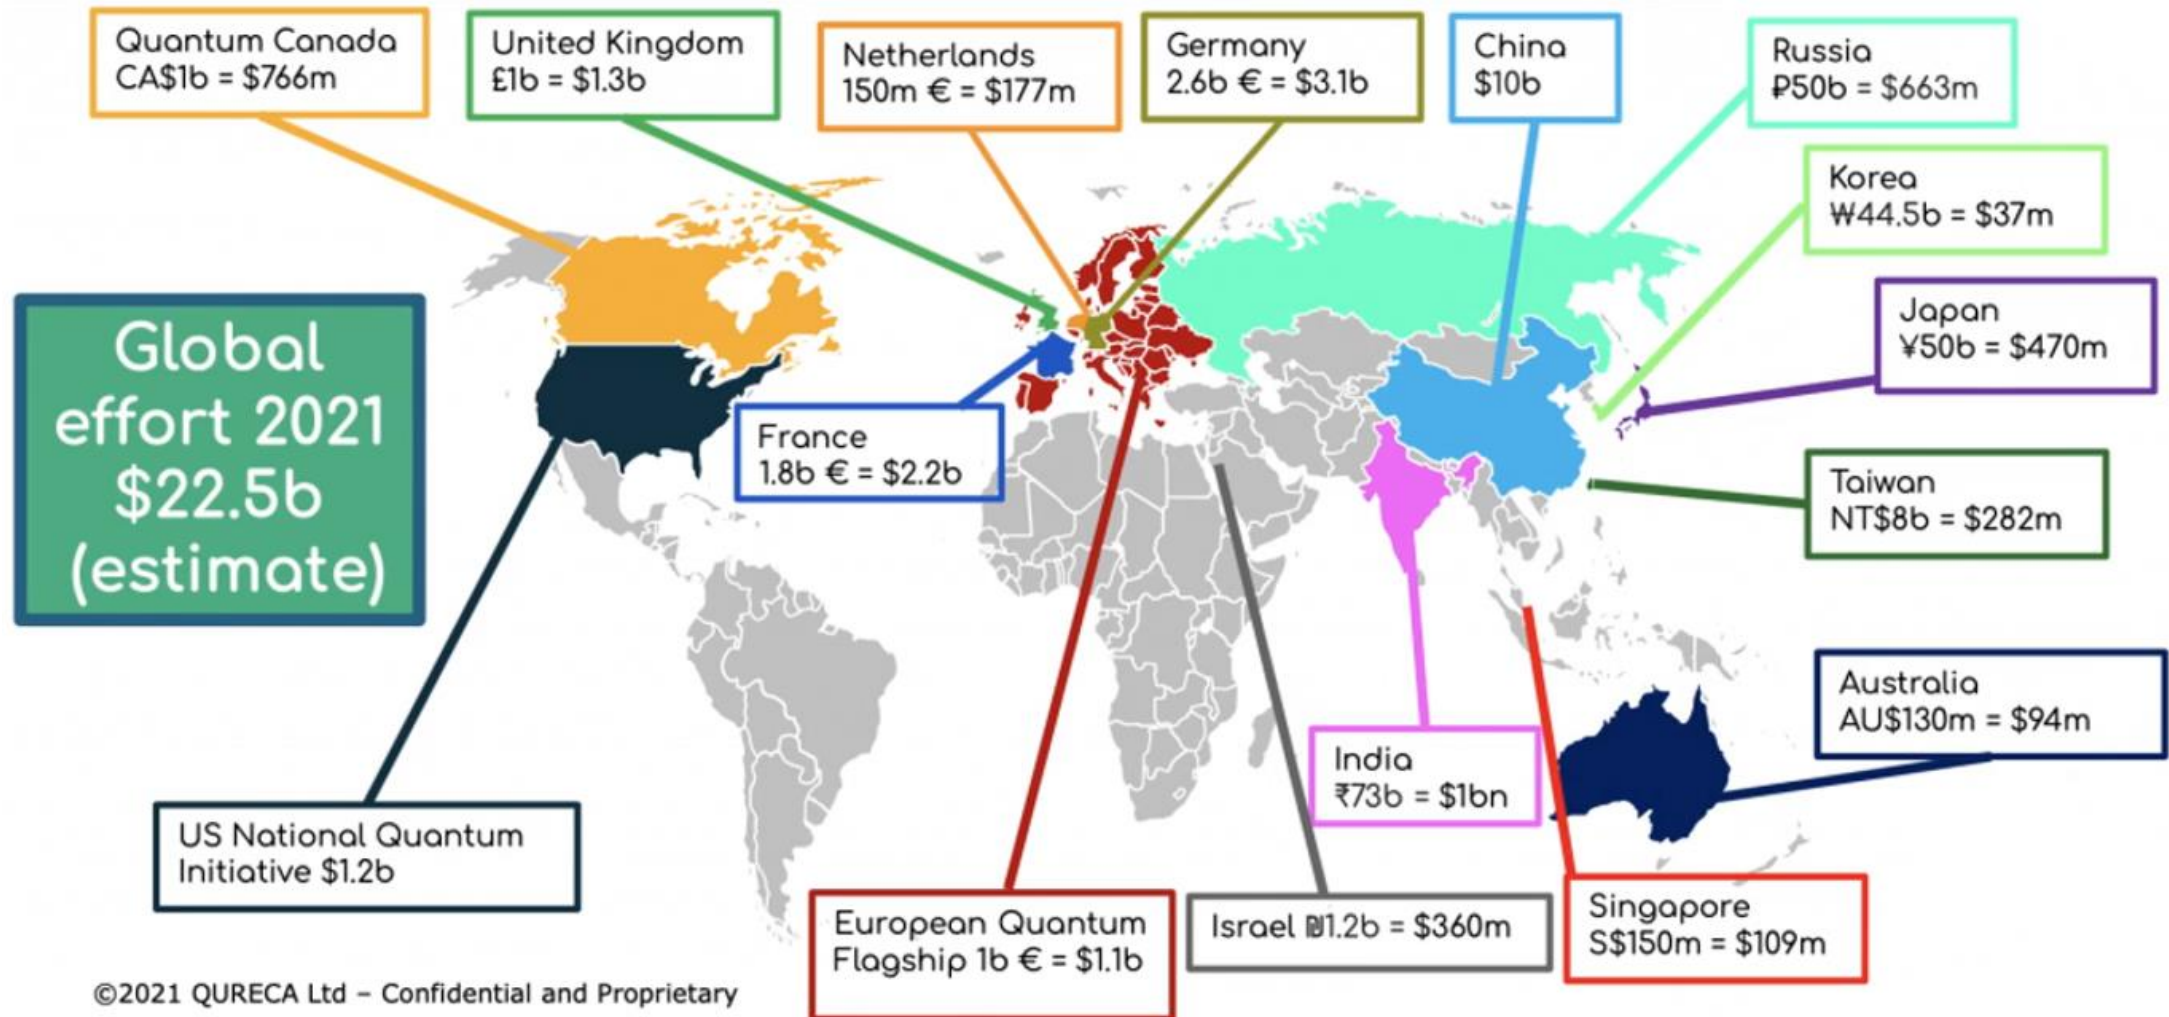 Quantum Canada
CA$1b = $766m
United Kingdom
£1b = $1.3b
Netherlands
150m € = $177m
Germany
2.6b € = $3.1b
China
$10b
Russia
₽50b = $663m
Korea
₩44.5b = $37m
Japan
¥50b = $470m
Global
effort 2021
$22.5b
(estimate)
France
1.8b € = $2.2b
Taiwan
NT$8b = $282m
Australia
AU$130m = $94m
India
₹73b = $1bn
US National Quantum
Initiative $1.2b
European Quantum
Flagship 1b € = $1.1b
Israel ₪1.2b = $360m
Singapore
S$150m = $109m
©2021 QURECA Ltd – Confidential and Proprietary